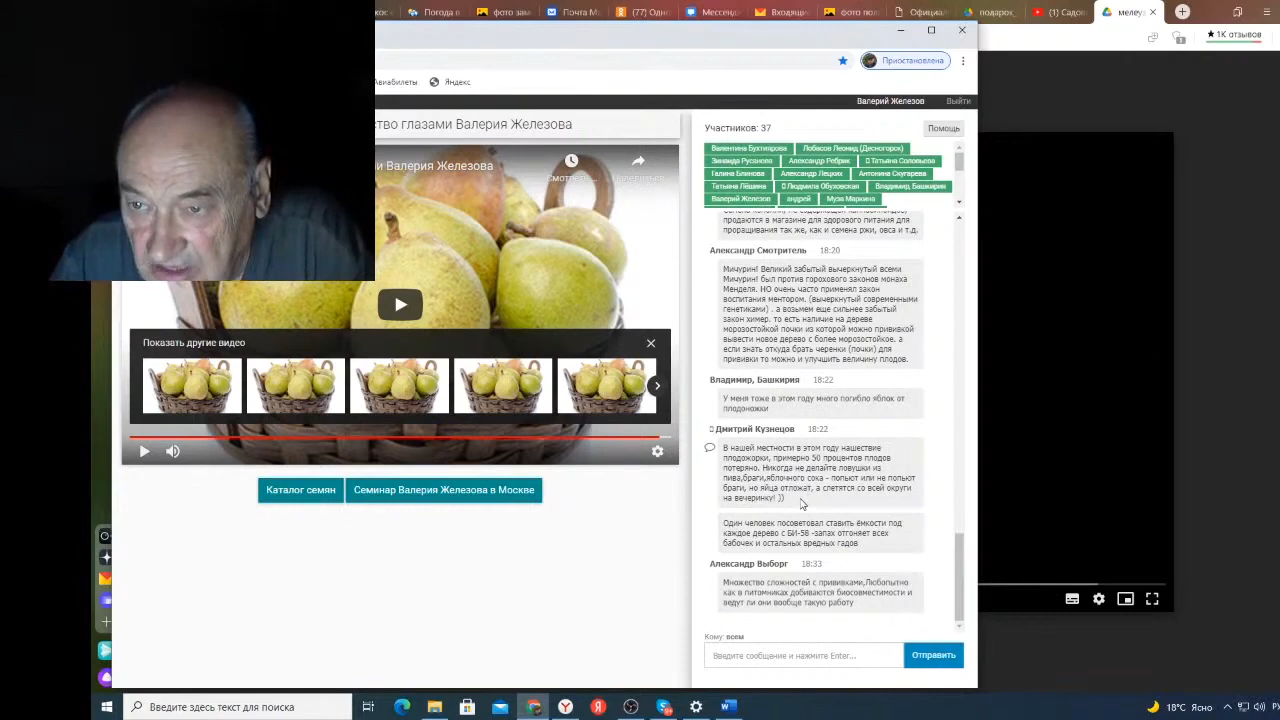 Погода в
фото зам
Почта М
(77) Одн
Мессенд
Входящи
фото пол
Официал
подарок_
(1) Садов
мелеуз
1К отзывов
Приостановлена
Авиабилеты
Яндекс
Валерий Железов
Выйти
ство глазами Валерия Железова
Участников: 37
Помощь
Валентина Бухтиярова
Лобасов Леонид (Десногорск)
Зинаида Русанова
Александр Ребрик
Татьяна Соловьева
Галина Блинова
Александр Лецких
Антонина Скугарева
Татьяна Лёшина
Людмила Обуховская
Владимир, Башкирия
Валерий Железов
андрей
Муза Маркина
и Валерия Железова
продаются в магазине для здорового питания для
проращивания так же, как и семена ржи, овса и т.д.
Александр Смотритель 18:20
Мичурин! Великий забытый вычеркнутый всеми
Мичурин! был против горохового законов монаха
Менделя. НО очень часто применял закон
воспитания ментором. (вычеркнутый современными
генетиками) . а возьмем еще сильнее забытый
закон химер. то есть наличие на дереве
морозостойкой почки из которой можно прививкой
вывести новое дерево с более морозостойкое. а
если знать откуда брать черенки (почки) для
прививки то можно и улучшить величину плодов.
Владимир, Башкирия 18:22
У меня тоже в этом году много погибло яблок от
плодоножки
Дмитрий Кузнецов 18:22
В нашей местности в этом году нашествие
плодожорки, примерно 50 процентов плодов
потеряно. Никогда не делайте ловушки из
пива,браги,яблочного сока - попьют или не попьют
браги, но яйца отложат, а слетятся со всей округи
на вечеринку! ))
Один человек посоветовал ставить ёмкости под
каждое дерево с БИ-58 -запах отгоняет всех
бабочек и остальных вредных гадов
Александр Выборг 18:33
Множество сложностей с прививками,Любопытно
как в питомниках добиваются биосовместимости и
ведут ли они вообще такую работу
Показать другие видео
Каталог семян
Семинар Валерия Железова в Москве
Кому: всем
Введите сообщение и нажмите Enter...
Отправить
Введите здесь текст для поиска
18°C Ясно